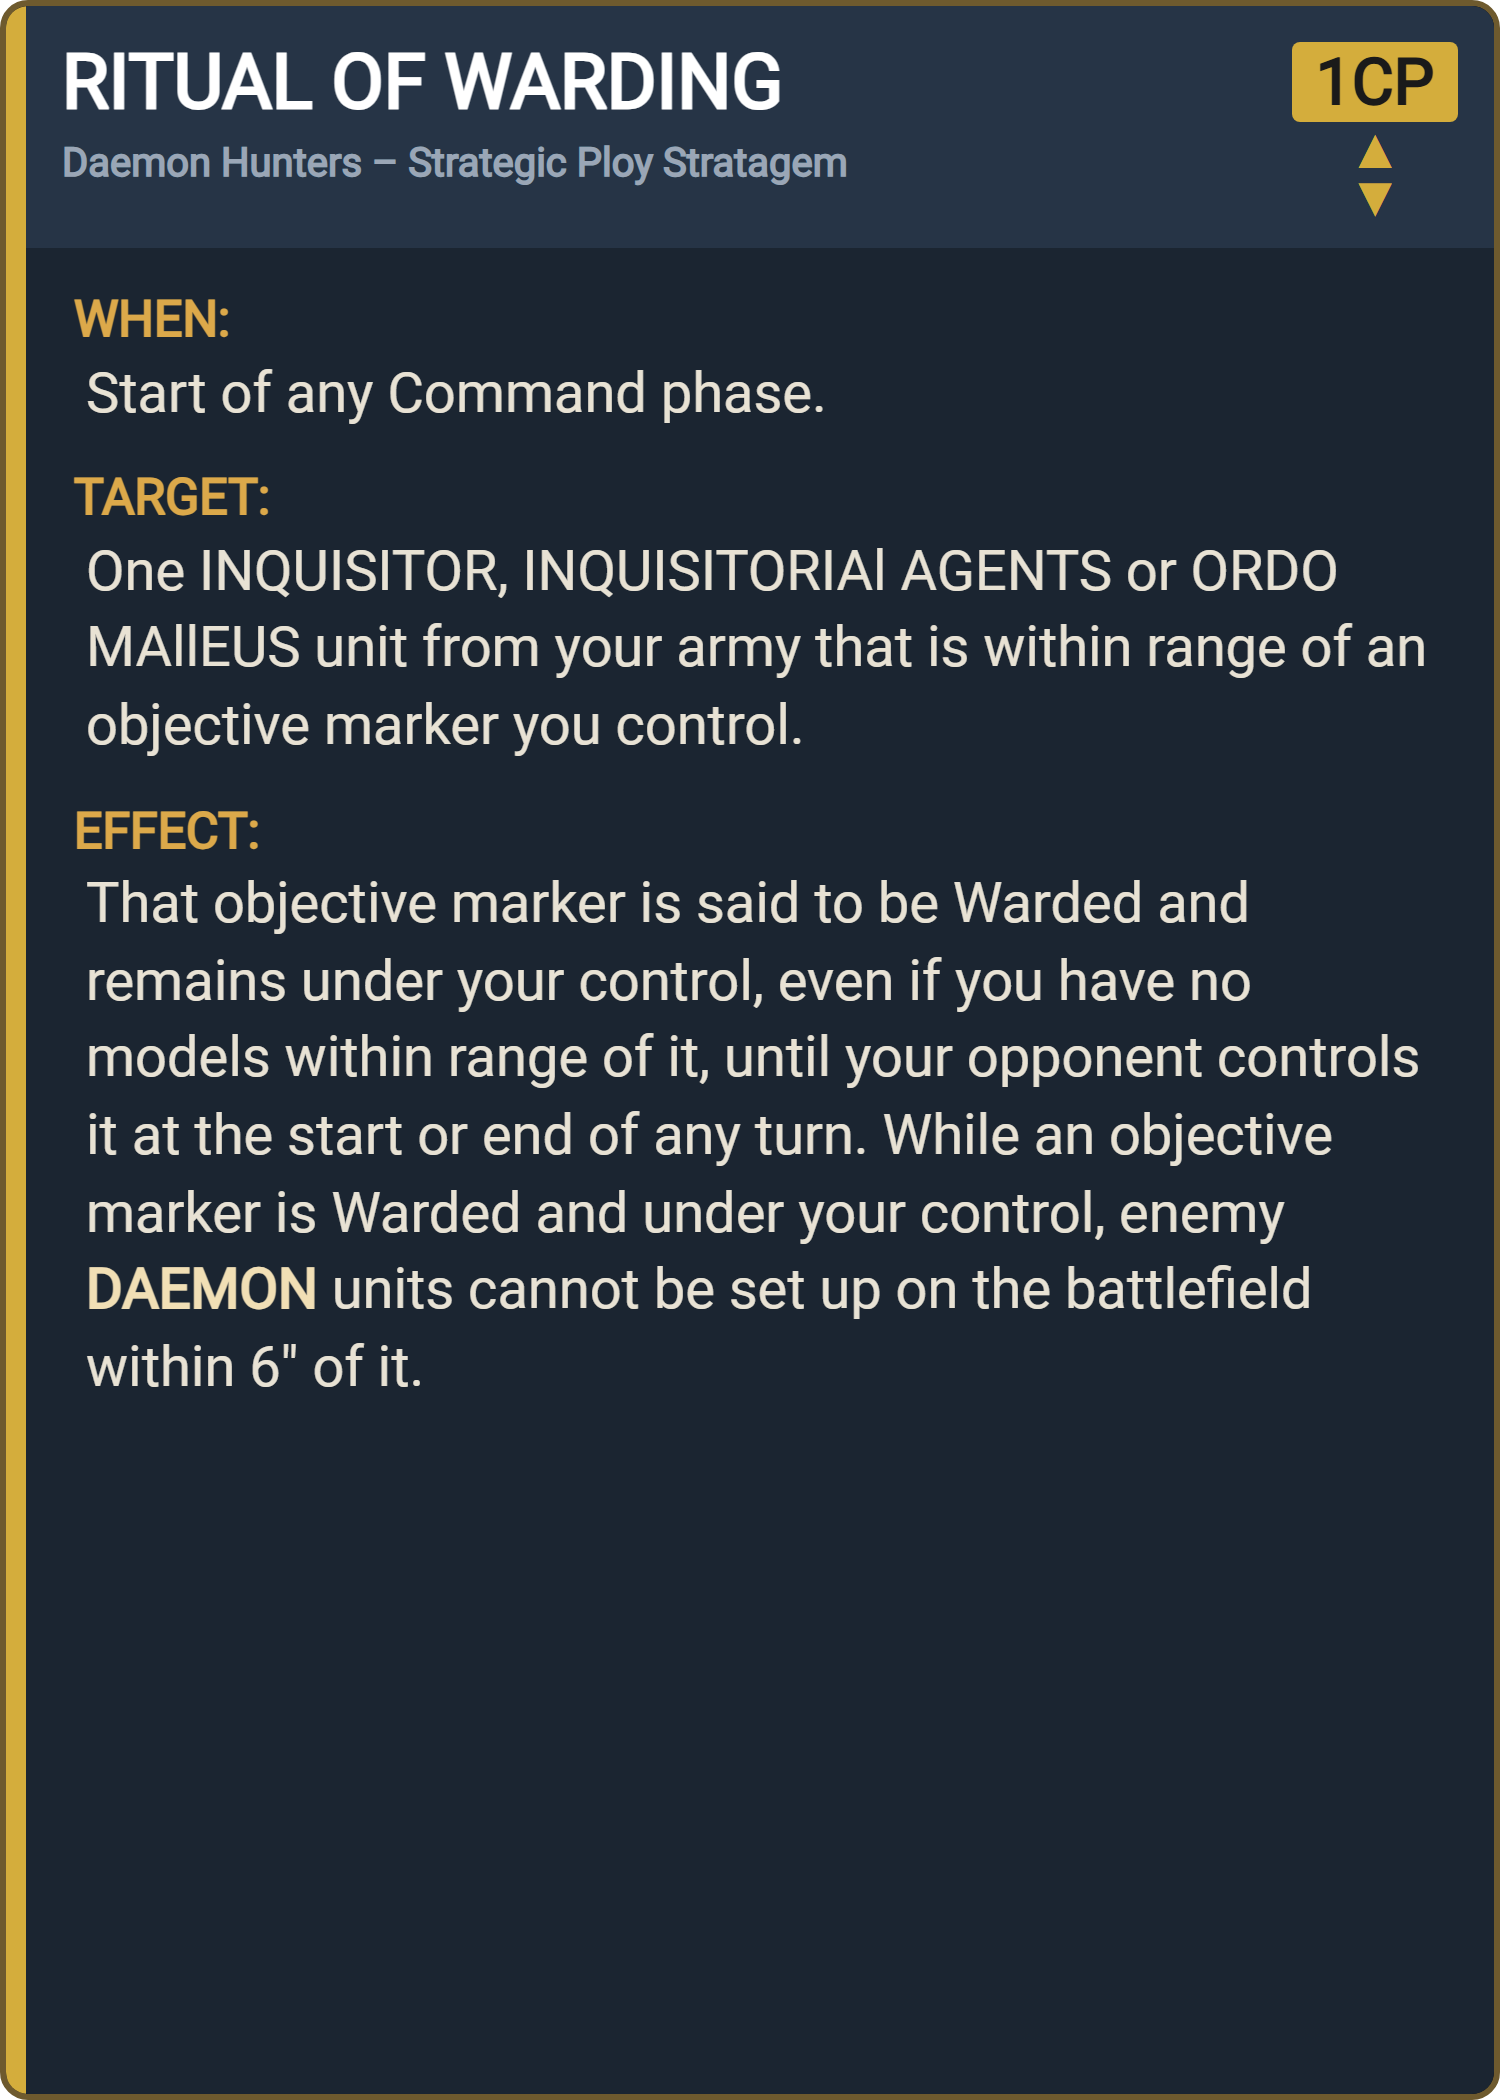 RITUAL OF WARDING
1CP
Daemon Hunters – Strategic Ploy Stratagem
WHEN:
Start of any Command phase.
TARGET:
One INQUISITOR, INQUISITORIAl AGENTS or ORDO
MAllEUS unit from your army that is within range of an
objective marker you control.
EFFECT:
That objective marker is said to be Warded and
remains under your control, even if you have no
models within range of it, until your opponent controls
it at the start or end of any turn. While an objective
marker is Warded and under your control, enemy
DAEMON units cannot be set up on the battlefield
within 6" of it.